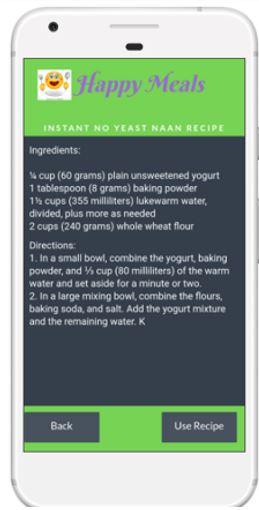 Happy Meals
INSTANT NO YEAST NAAN RECIPE
Ingredients:
¼ cup (60 grams) plain unsweetened yogurt
1 tablespoon (8 grams) baking powder
1½ cups (355 milliliters) lukewarm water,
divided, plus more as needed
2 cups (240 grams) whole wheat flour
Directions:
1. In a small bowl, combine the yogurt, baking
powder, and ⅓ cup (80 milliliters) of the warm
water and set aside for a minute or two.
2. In a large mixing bowl, combine the flours,
baking soda, and salt. Add the yogurt mixture
and the remaining water. K
Back
Use Recipe